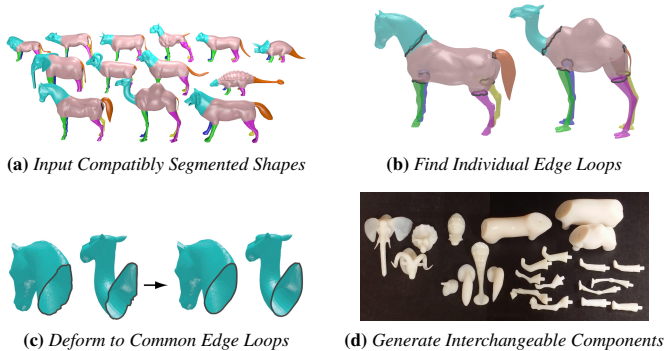 (a) Input Compatibly Segmented Shapes
(b) Find Individual Edge Loops
(c) Deform to Common Edge Loops
(d) Generate Interchangeable Components